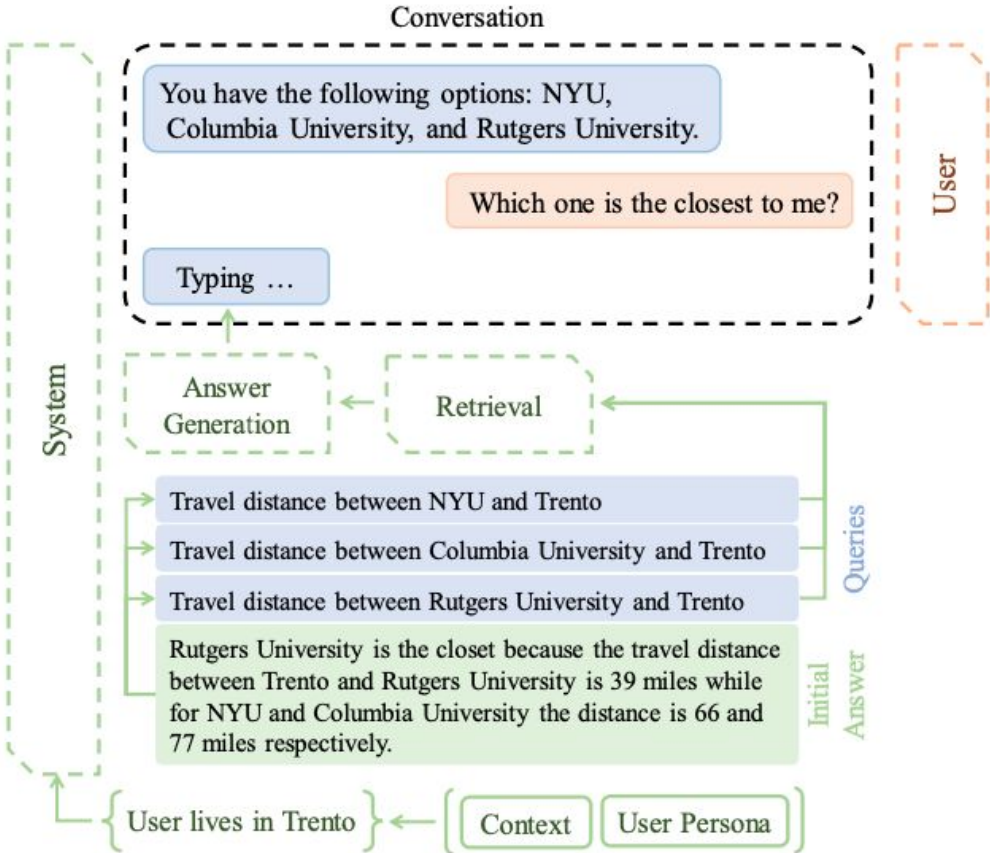 Conversation
You have the following options: NYU,
Columbia University, and Rutgers University.
Which one is the closest to me?
Typing …
User
System
Answer
Generation
Retrieval
Travel distance between NYU and Trento
Travel distance between Columbia University and Trento
Travel distance between Rutgers University and Trento
Queries
Rutgers University is the closet because the travel distance
between Trento and Rutgers University is 39 miles while
for NYU and Columbia University the distance is 66 and
77 miles respectively.
Initial
Answer
User lives in Trento
Context
User Persona